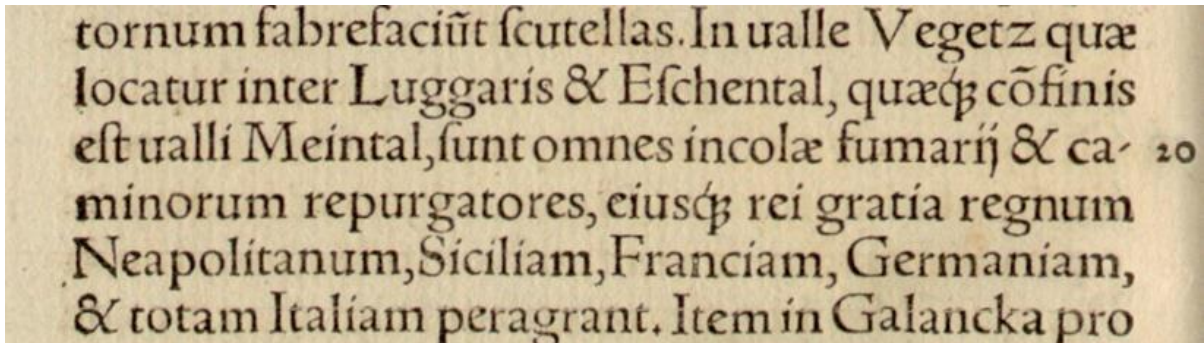 tornum fabrefaciũt ſcutellas. In ualle Vegetz quæ
locatur inter Luggaris & Eſchental, quæq́ꝫ cõfinis
eſt ualli Meintal, ſunt omnes incolæ fumarij & ca- 20
minorum repurgatores, eiusq́ꝫ rei gratia regnum
Neapolitanum, Siciliam, Franciam, Germaniam,
& totam Italiam peragrant. Item in Galancka pro